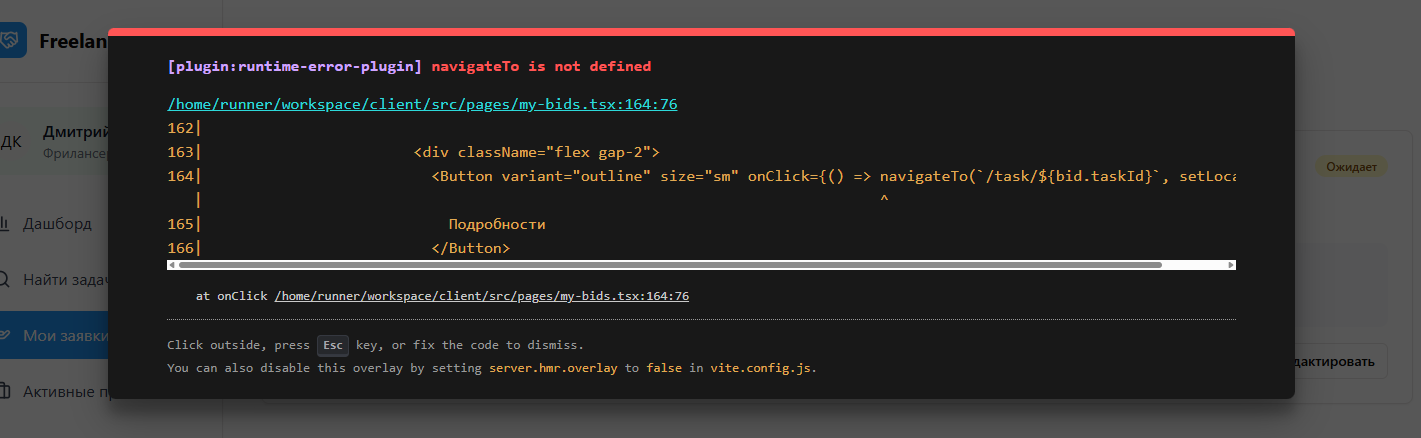 Freelan
[plugin:runtime-error-plugin] navigateTo is not defined
/home/runner/workspace/client/src/pages/my-bids.tsx:164:76
162|
163| <div className="flex gap-2">
164| <Button variant="outline" size="sm" onClick={() => navigateTo(`/task/${bid.taskId}`, setLoca
| ^
165| Подробности
166| </Button>
at onClick /home/runner/workspace/client/src/pages/my-bids.tsx:164:76
Click outside, press Esc key, or fix the code to dismiss.
You can also disable this overlay by setting server.hmr.overlay to false in vite.config.js.
ДК
Дмитрий
Фрилансер
Дашборд
Найти задач
Мои заявки
Активные п
Ожидает
дактировать